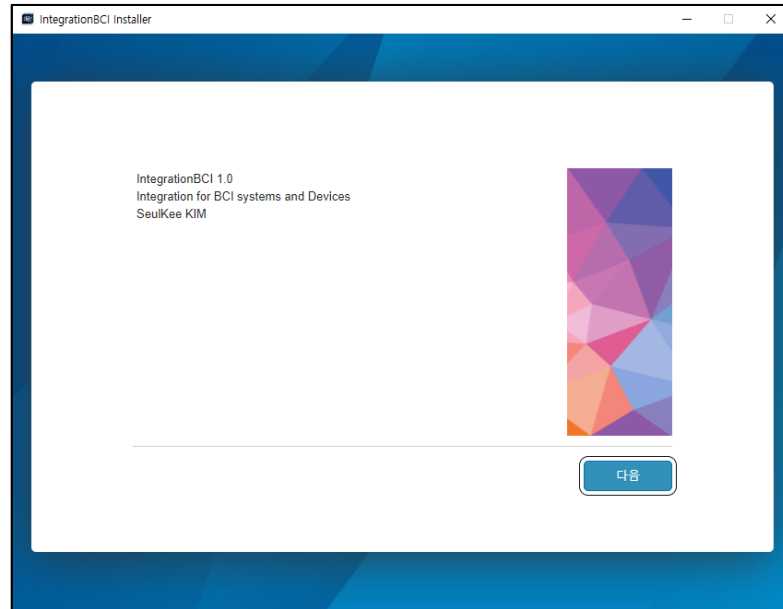 IntegrationBCI Installer
IntegrationBCI 1.0
Integration for BCI systems and Devices
SeulKee KIM
다음